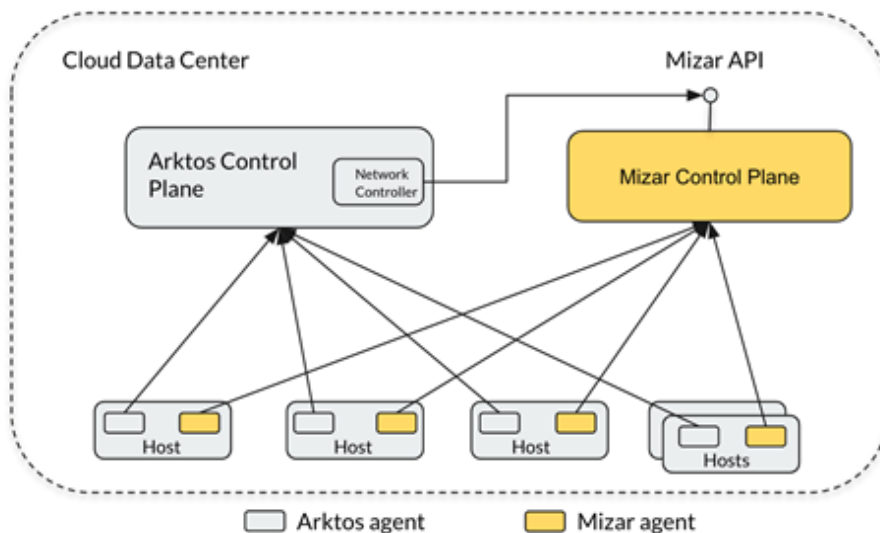 Cloud Data Center
Mizar API
Arktos Control
Plane
Network
Controller
Mizar Control Plane
Host
Host
Host
Hosts
Arktos agent
Mizar agent